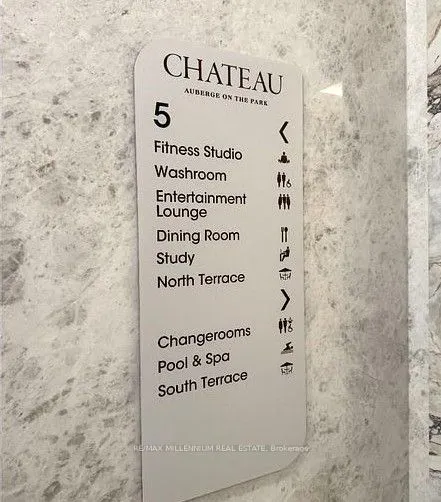 CHATEAU
AUBERGE ON THE PARK
5
Fitness Studio
Washroom
Entertainment
Lounge
Dining Room
Study
North Terrace
Changerooms
Pool & Spa
South Terrace
RE/MAX MILLENNIUM REAL ESTATE, Brokerage